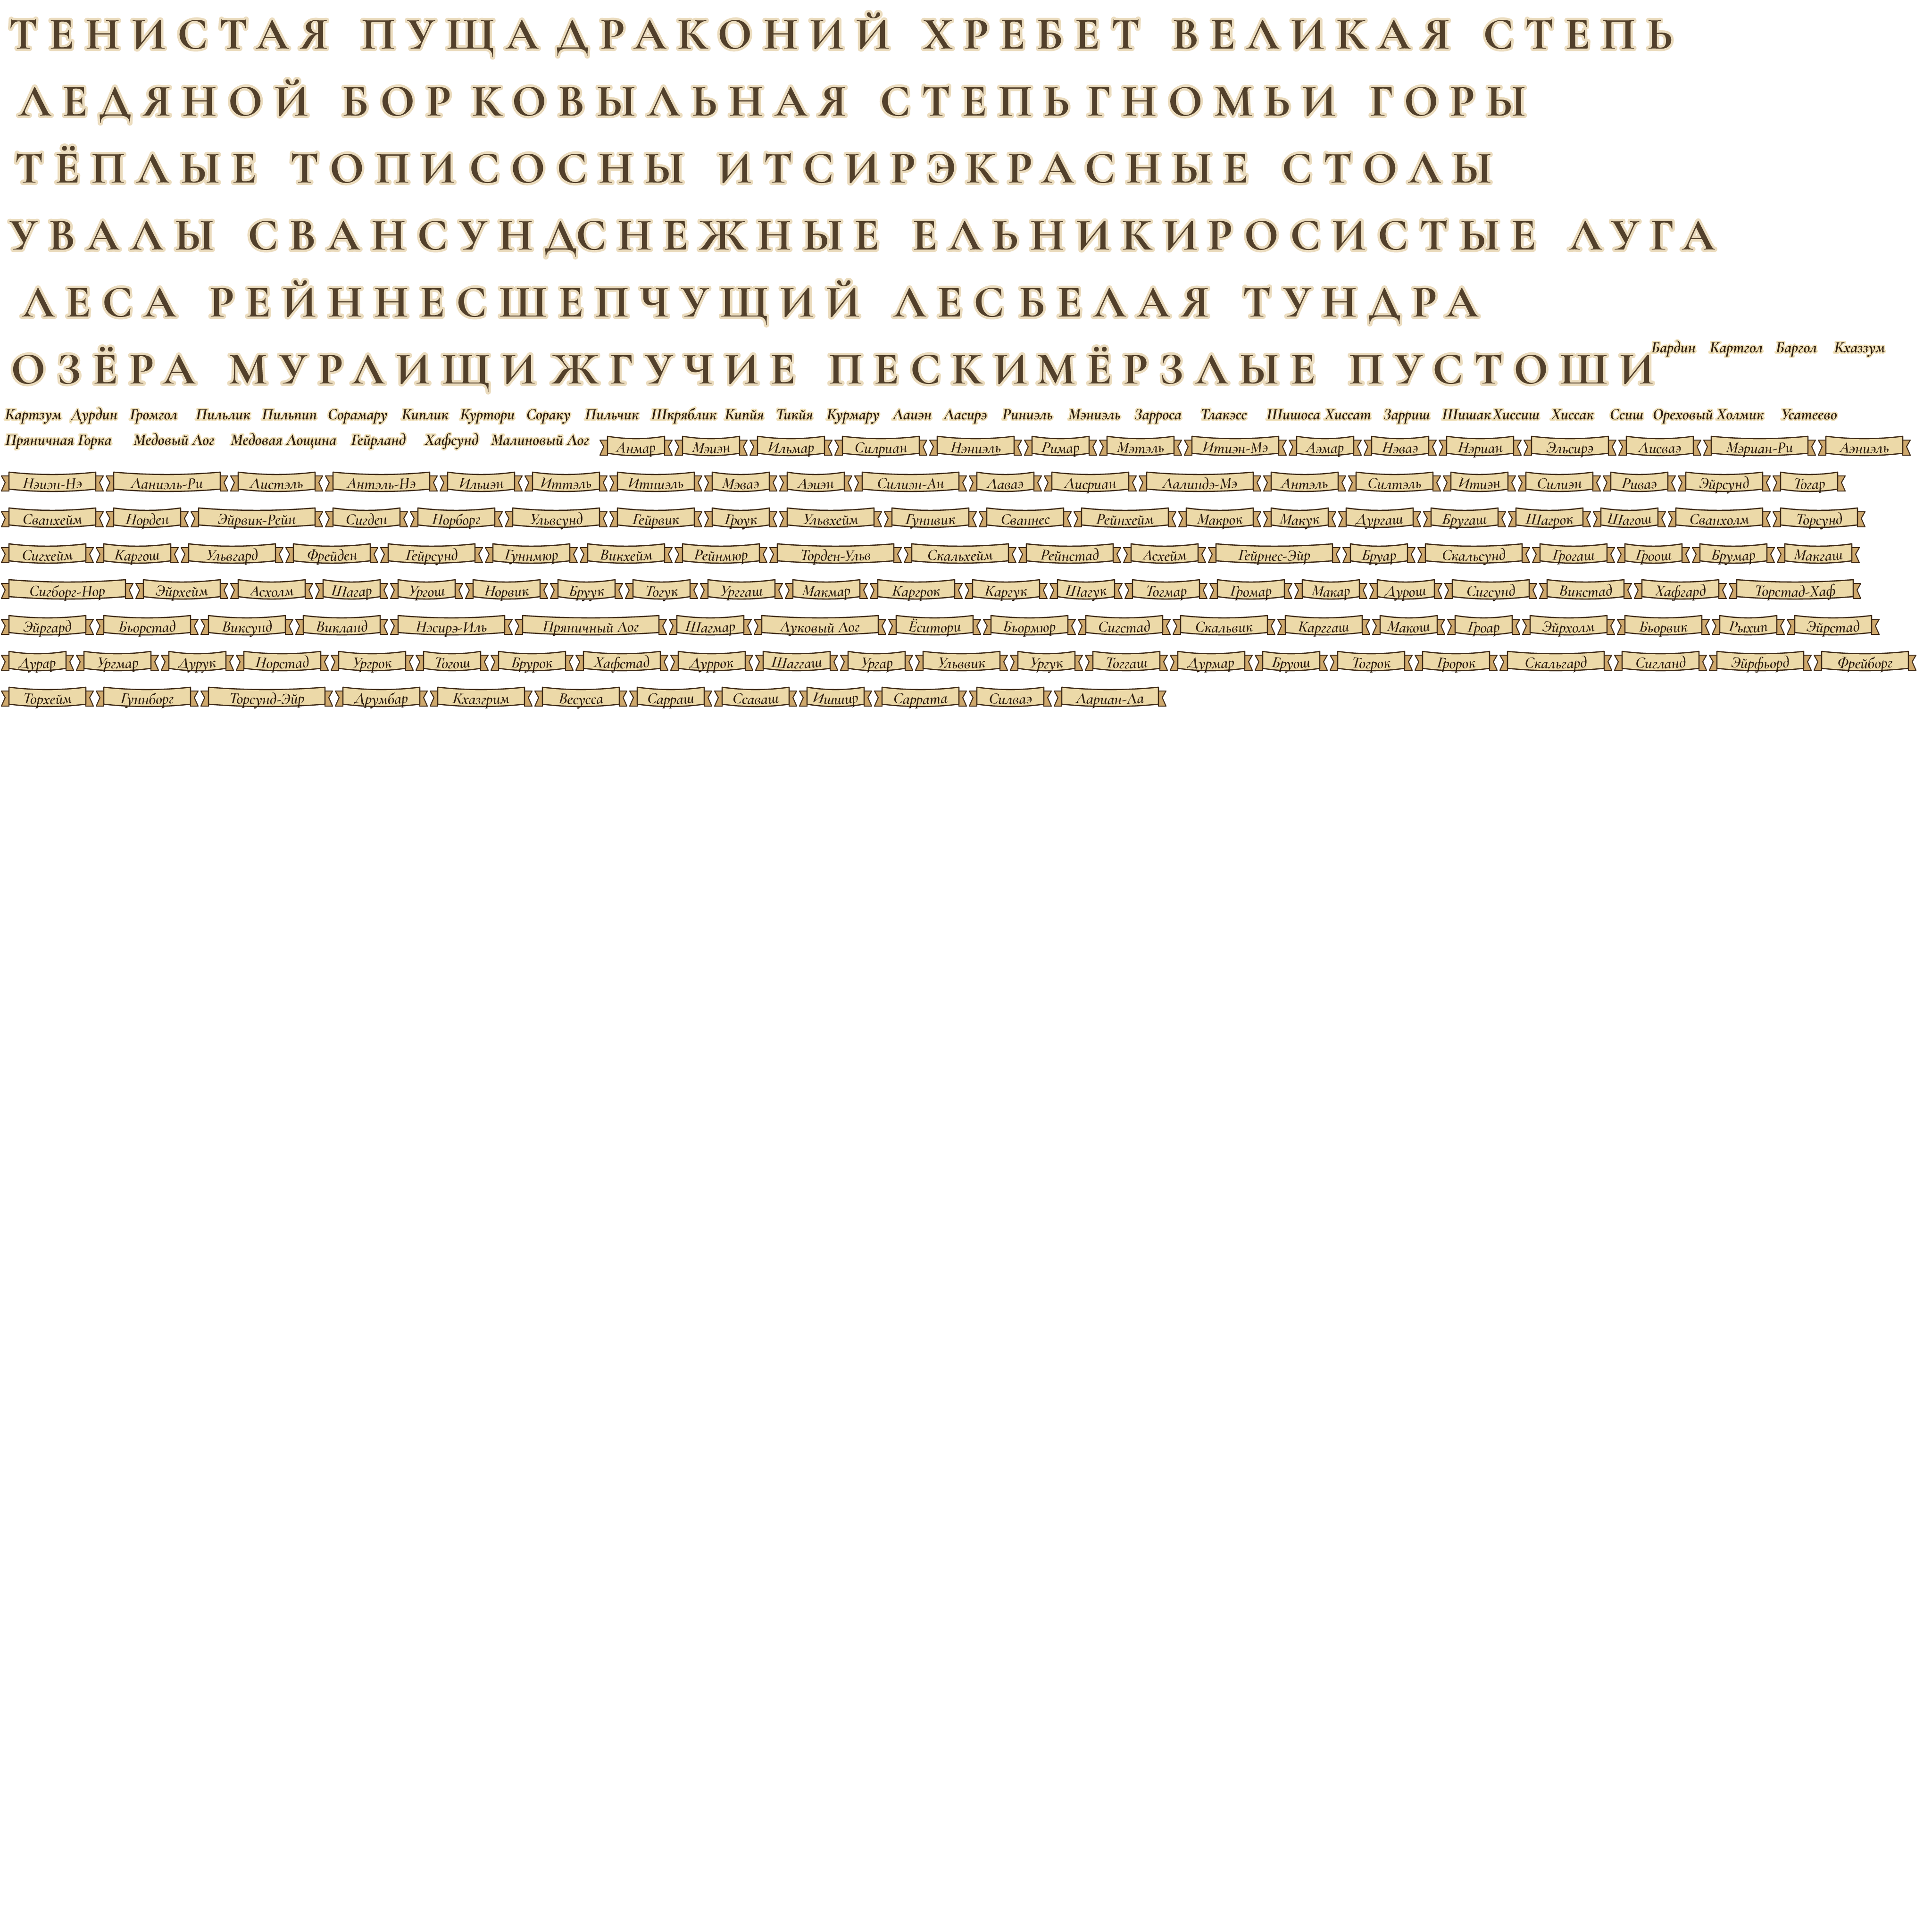 ТЕНИСТАЯ ПУЩА ДРАКОНИЙ ХРЕБЕТ ВЕЛИКАЯ СТЕПЬ
ЛЕДЯНОЙ БОР КОВЫЛЬНАЯ СТЕПЬ ГНОМЬИ ГОРЫ
ТЁПЛЫЕ ТОПИ СОСНЫ ИТСИРЭ КРАСНЫЕ СТОЛЫ
УВАЛЫ СВАНСУНД СНЕЖНЫЕ ЕЛЬНИКИ РОСИСТЫЕ ЛУГА
ЛЕСА РЕЙННЕС ШЕПЧУЩИЙ ЛЕС БЕЛАЯ ТУНДРА
ОЗЁРА МУРЛИЩИ ЖГУЧИЕ ПЕСКИ МЁРЗЛЫЕ ПУСТОШИ Бардин Картгол Баргол Кхаззум
Картзум Дурдин Громгол Пильлик Пильпип Сорамару Киплик Куртори Сораку Пильчик Шкряблик Кипйя Тикйя Курмару Лаиэн Ласирэ Риниэль Мэниэль Зарроса Тлакэсс Шишоса Хиссат Зарриш Шишак Хиссиш Хиссак Ссиш Ореховый Холмик Усатеево
Пряничная Горка Медовый Лог Медовая Лощина Гейрланд Хафсунд Малиновый Лог Анмар Мэиэн Ильмар Силриан Нэниэль Римар Мэтэль Итиэн-Мэ Аэмар Нэваэ Нэриан Эльсирэ Лисваэ Мэриан-Ри Аэниэль
Нэиэн-Нэ Ланиэль-Ри Листэль Антэль-Нэ Ильиэн Иттэль Итниэль Мэваэ Аэиэн Силиэн-Ан Лаваэ Лисриан Лалиндэ-Мэ Антэль Силтэль Итиэн Силиэн Риваэ Эйрсунд Тогар
Сванхейм Норден Эйрвик-Рейн Сигден Норборг Ульвсунд Гейрвик Гроук Ульвхейм Гуннвик Сваннес Рейнхейм Макрок Макук Дургаш Бругаш Шагрок Шагош Сванхолм Торсунд
Сигхейм Каргош Ульвгард Фрейден Гейрсунд Гуннмюр Викхейм Рейнмюр Торден-Ульв Скальхейм Рейнстад Асхейм Гейрнес-Эйр Бруар Скальсунд Грогаш Гроош Брумар Макгаш
Сигборг-Нор Эйрхейм Асхолм Шагар Ургош Норвик Бруук Тогук Урггаш Макмар Каргрок Каргук Шагук Тогмар Громар Макар Дурош Сигсунд Викстад Хафгард Торстад-Хаф
Эйргард Бьорстад Виксунд Викланд Нэсирэ-Иль Пряничный Лог Шагмар Луковый Лог Ёситори Бьормюр Сигстад Скальвик Карггаш Макош Гроар Эйрхолм Бьорвик Рыхип Эйрстад
Дурар Ургмар Дурук Норстад Ургрок Тогош Брурок Хафстад Дуррок Шаггаш Ургар Ульввик Ургук Тоггаш Дурмар Бруош Тогрок Гророк Скальгард Сигланд Эйрфьорд Фрейборг
Торхейм Гуннборг Торсунд-Эйр Друмбар Кхазгрим Весусса Сарраш Ссаваш Ишшир Саррата Силваэ Лариан-Ла